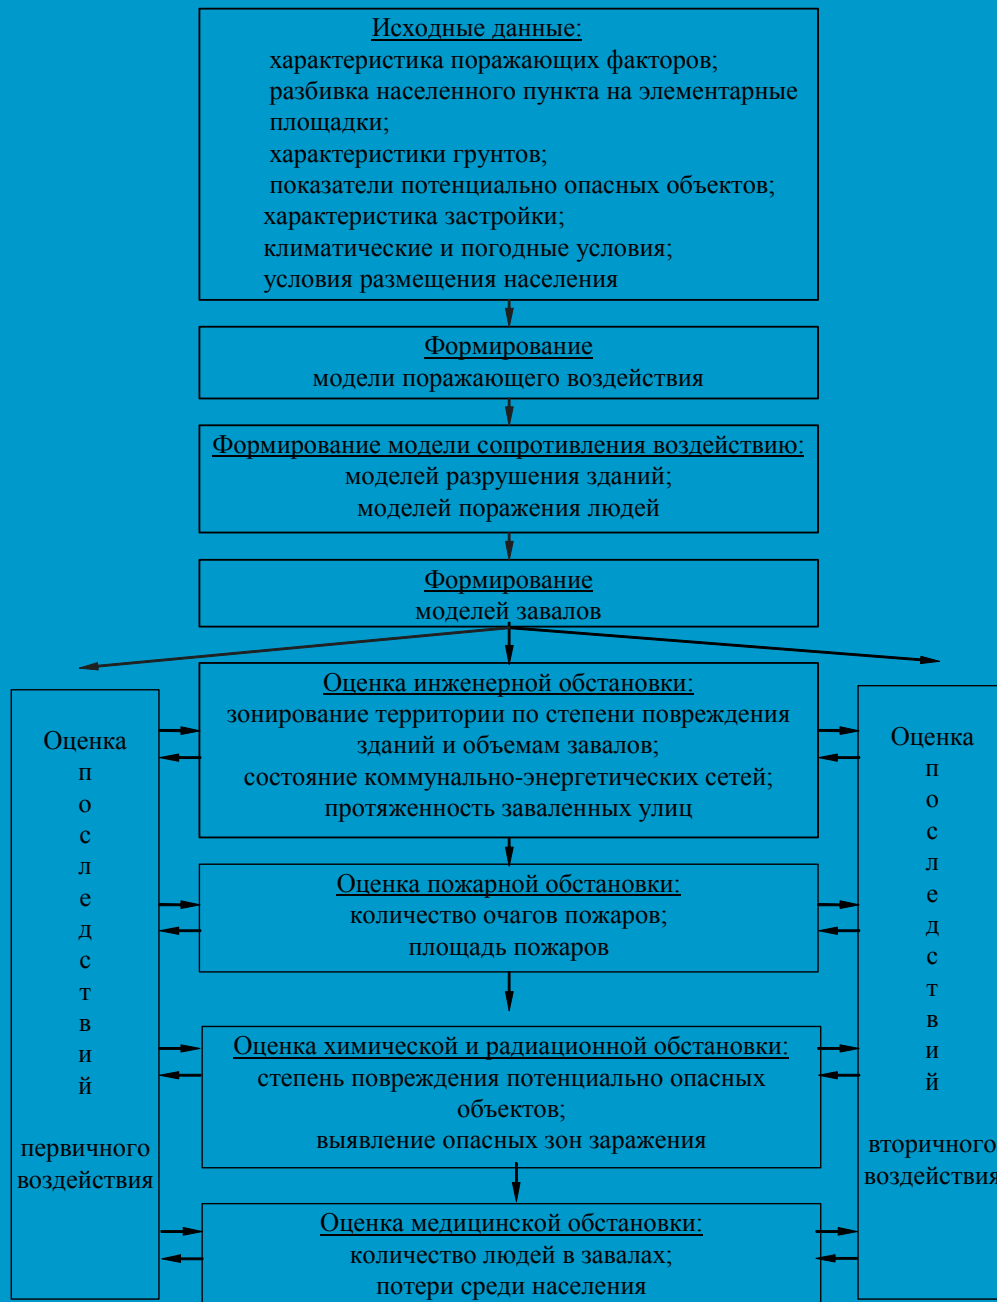 Исходные данные:
характеристика поражающих факторов;
разбивка населенного пункта на элементарные
площадки;
характеристики грунтов;
показатели потенциально опасных объектов;
характеристика застройки;
климатические и погодные условия;
условия размещения населения
Формирование
модели поражающего воздействия
Формирование модели сопротивления воздействию:
моделей разрушения зданий;
моделей поражения людей
Формирование
моделей завалов
Оценка
п
о
с
л
е
д
с
т
в
и
й
первичного
воздействия
Оценка инженерной обстановки:
зонирование территории по степени повреждения
зданий и объемам завалов;
состояние коммунально-энергетических сетей;
протяженность заваленных улиц
Оценка пожарной обстановки:
количество очагов пожаров;
площадь пожаров
Оценка химической и радиационной обстановки:
степень повреждения потенциально опасных
объектов;
выявление опасных зон заражения
Оценка медицинской обстановки:
количество людей в завалах;
потери среди населения
Оценка
п
о
с
л
е
д
с
т
в
и
й
вторичного
воздействия